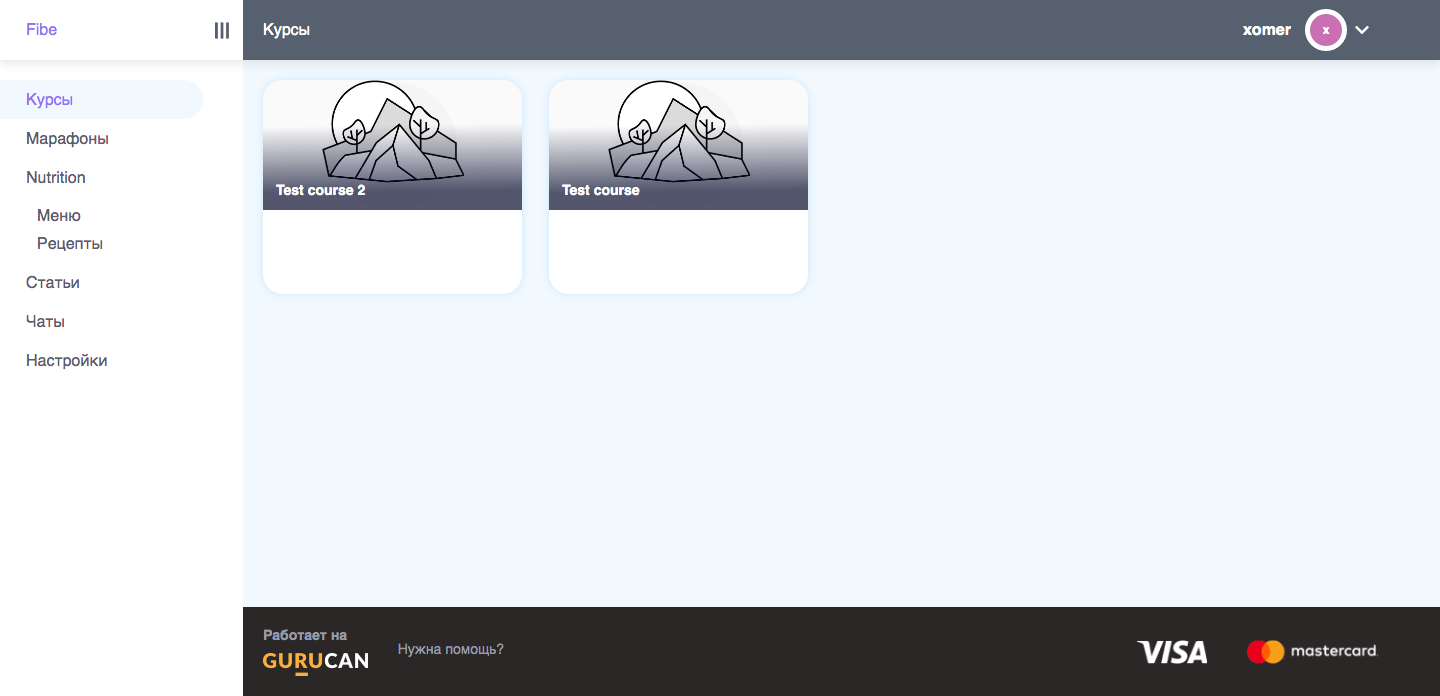 Fibe
Курсы
xomer
x
Курсы
Марафоны
Nutrition
Меню
Рецепты
Статьи
Чаты
Настройки
Test course 2
Test course
Работает на
GURUCAN
Нужна помощь?
VISA
mastercard.